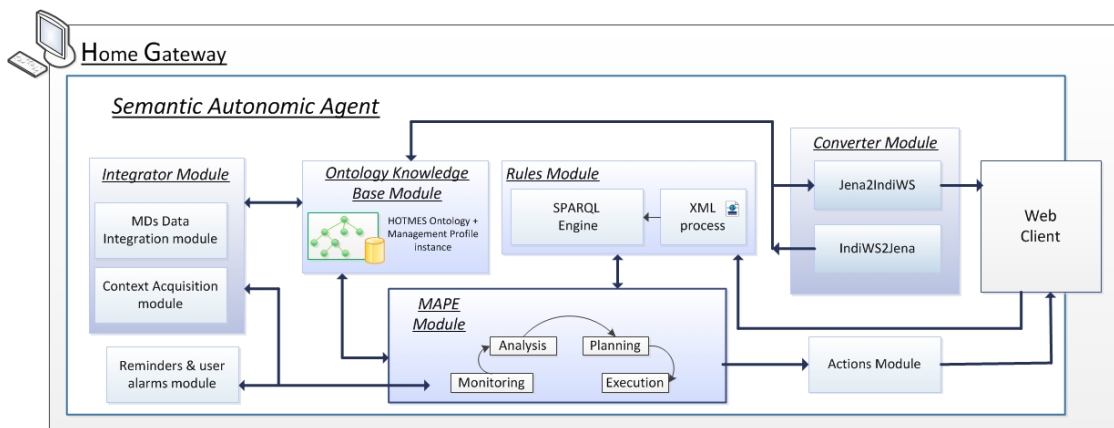 Home Gateway
Semantic Autonomic Agent
Integrator Module
MDs Data
Integration module
Context Acquisition
module
Reminders & user
alarms module
Ontology Knowledge
Base Module
HOTMES Ontology +
Management Profile
instance
Rules Module
SPARQL
Engine
XML
process
MAPE
Module
Analysis
Planning
Monitoring
Execution
Converter Module
Jena2IndiWS
IndiWS2Jena
Actions Module
Web
Client